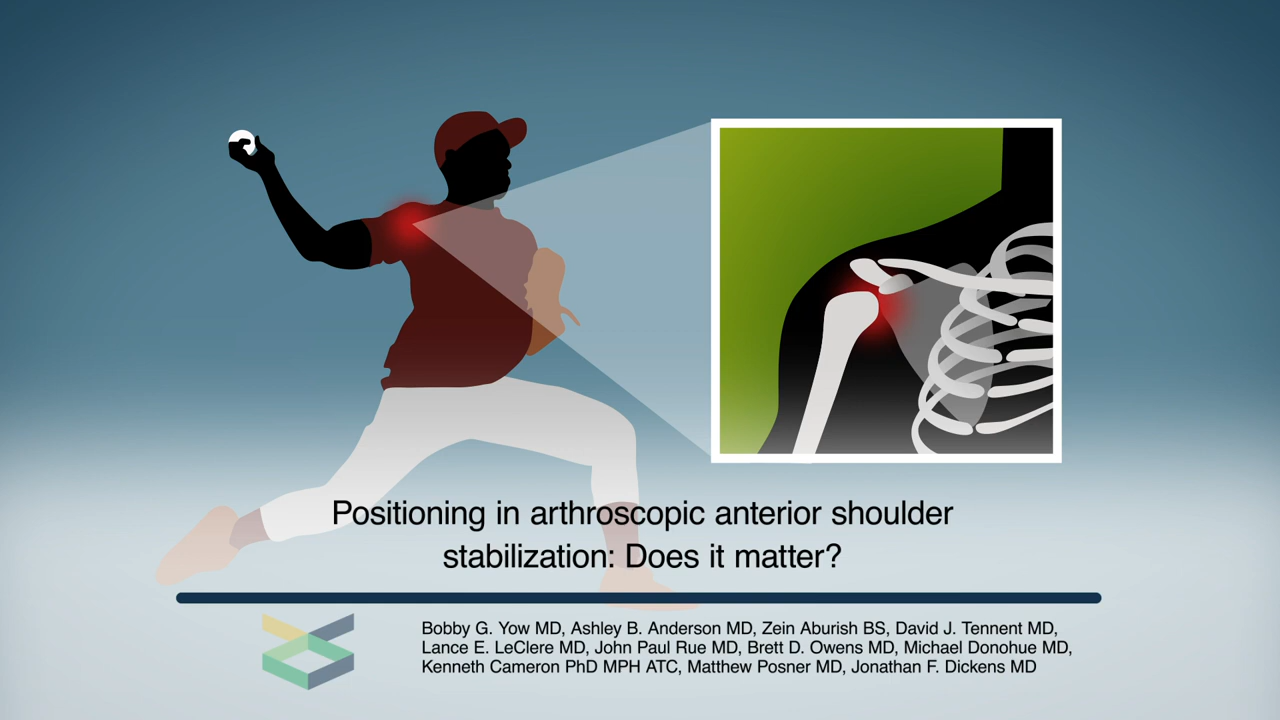 Positioning in arthroscopic anterior shoulder
stabilization: Does it matter?
Bobby G. Yow MD, Ashley B. Anderson MD, Zein Aburish BS, David J. Tennent MD,
Lance E. LeClere MD, John Paul Rue MD, Brett D. Owens MD, Michael Donohue MD,
Kenneth Cameron PhD MPH ATC, Matthew Posner MD, Jonathan F. Dickens MD